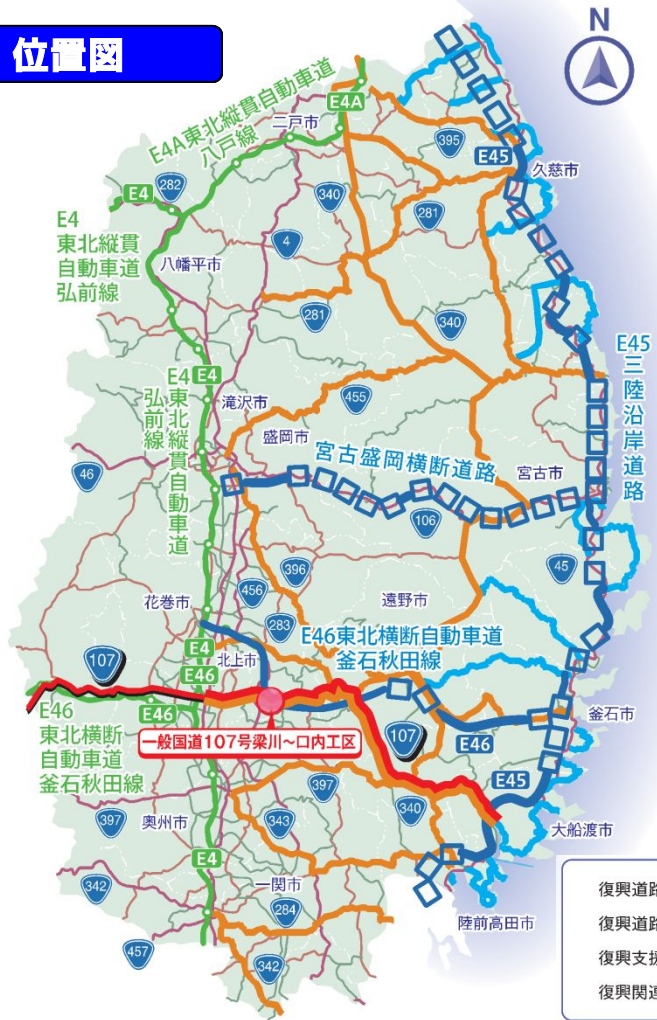 位置図
N
E4A東北縦貫自動車道
八戸線
二戸市
E4A
395
E45
久慈市
E4
282
340
281
4
E4
東北縦貫
自動車道
弘前線
八幡平市
281
340
E45三陸沿岸道路
E4
E4東北縦貫自動車道
弘前線
滝沢市
455
盛岡市
宮古盛岡横断道路
宮古市
46
106
45
396
456
花巻市
遠野市
283
E46東北横断自動車道
釜石秋田線
E4
北上市
107
E46
E46
E46
東北横断
自動車道
釜石秋田線
釜石市
107
E46
一般国道107号梁川～口内工区
E45
397
340
397
奥州市
343
大船渡市
E4
342
一関市
284
陸前高田市
457
342
復興道路
復興道路
復興支援
復興関連